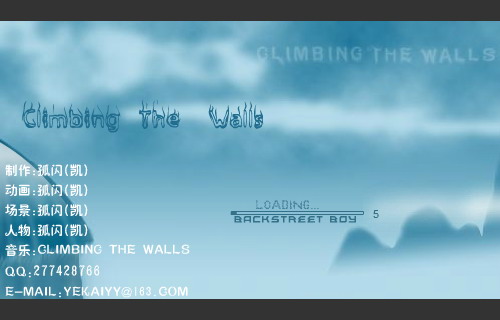 CLIMBING THE WALLS
Climbing The Walls
制作:孤闪(凯)
动画:孤闪(凯)
场景:孤闪(凯)
人物:孤闪(凯)
音乐:CLIMBING THE WALLS
QQ:277428766
E-MAIL:YEKAIYY@163.COM
LOADING...
BACKSTREET BOY 5